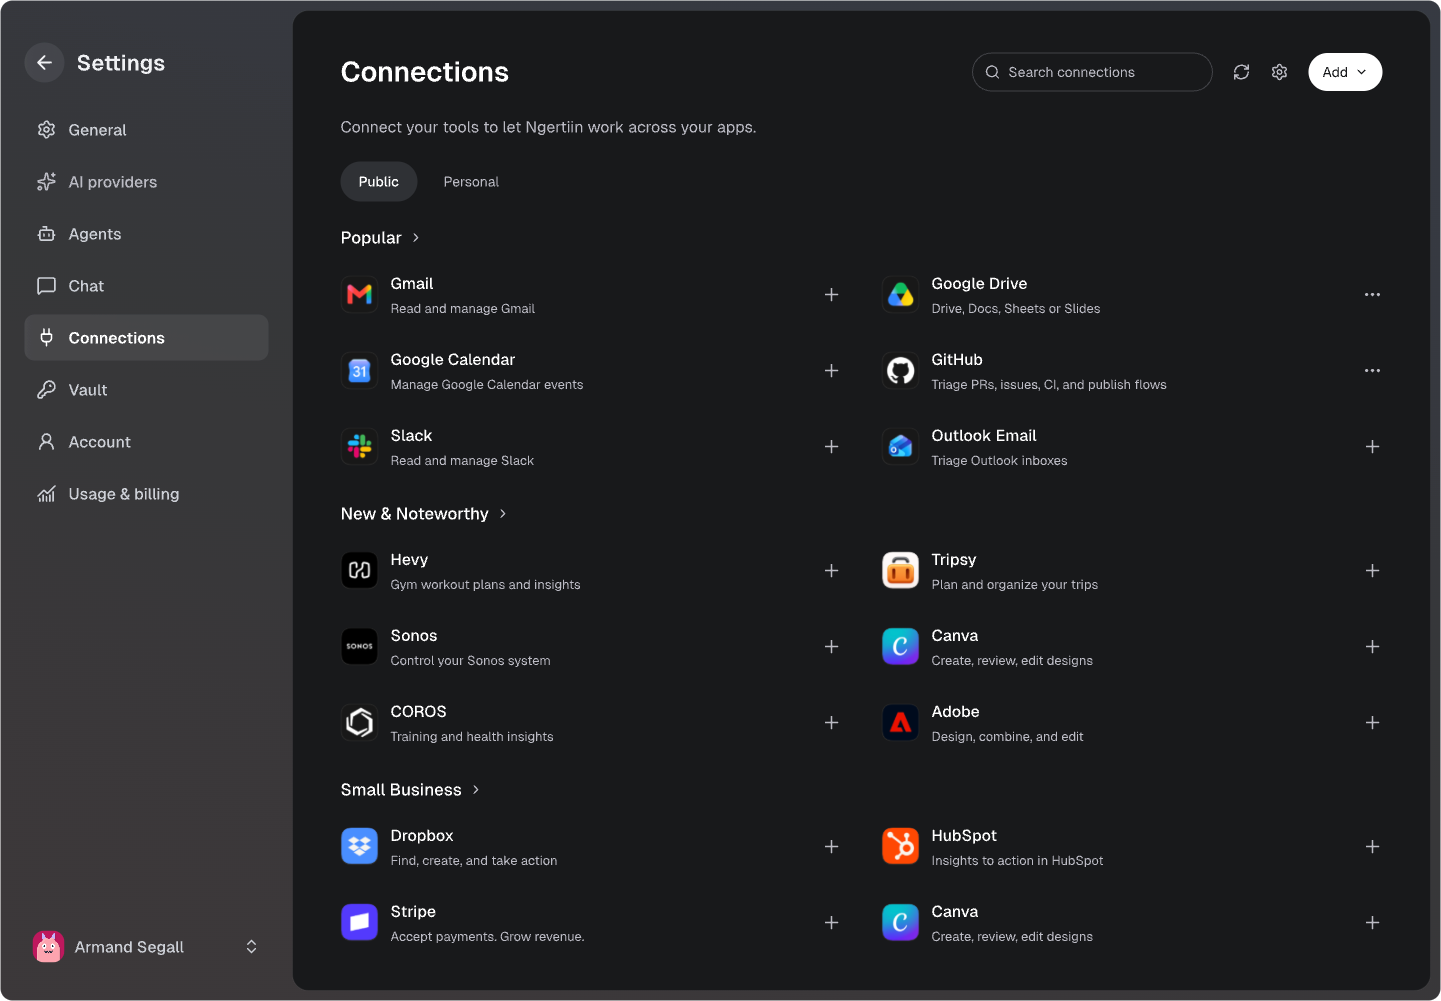 Settings
General
AI providers
Agents
Chat
Connections
Vault
Account
Usage & billing
Armand Segall
Connections
Search connections
Add
Connect your tools to let Ngertiin work across your apps.
Public
Personal
Popular
Gmail
Read and manage Gmail
Google Drive
Drive, Docs, Sheets or Slides
31
Google Calendar
Manage Google Calendar events
GitHub
Triage PRs, issues, CI, and publish flows
Slack
Read and manage Slack
Outlook Email
Triage Outlook inboxes
New & Noteworthy
Hevy
Gym workout plans and insights
Tripsy
Plan and organize your trips
SONOS
Sonos
Control your Sonos system
C
Canva
Create, review, edit designs
COROS
Training and health insights
Adobe
Design, combine, and edit
Small Business
Dropbox
Find, create, and take action
HubSpot
Insights to action in HubSpot
Stripe
Accept payments. Grow revenue.
C
Canva
Create, review, edit designs